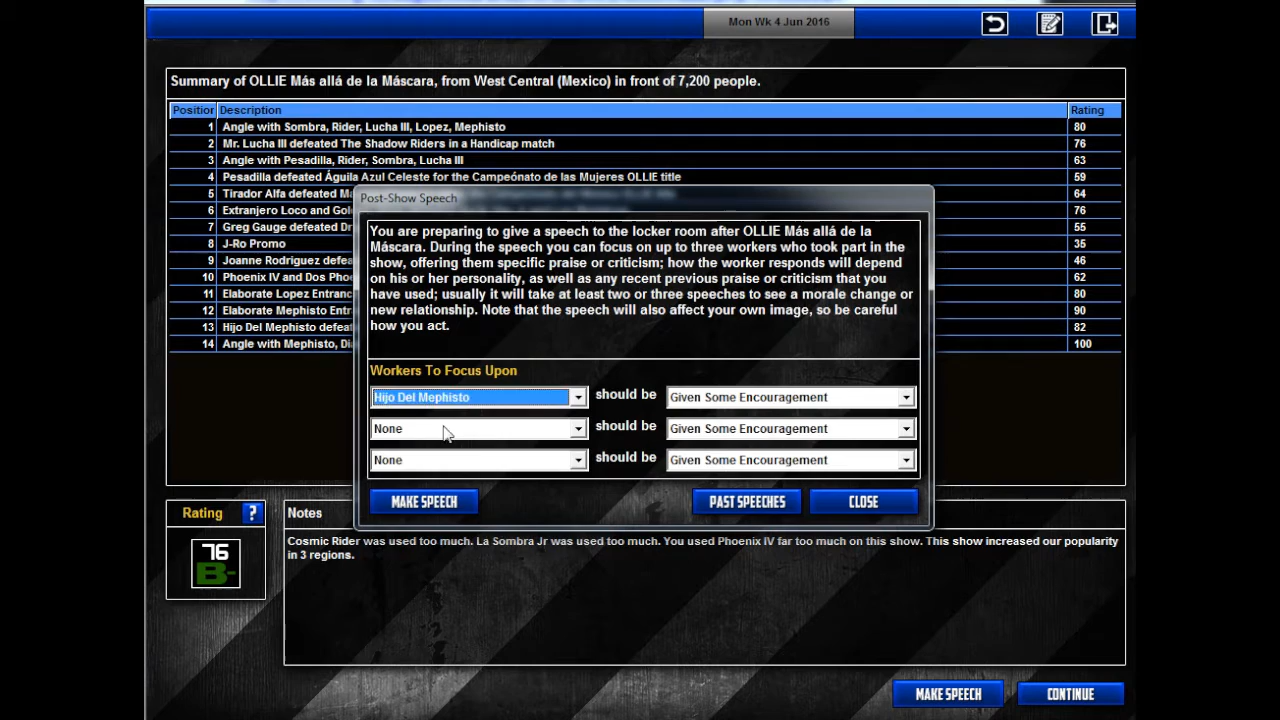 Mon Wk 4 Jun 2016
Summary of OLLIE Más allá de la Máscara, from West Central (Mexico) in front of 7,200 people.
Position Description Rating
1 Angle with Sombra, Rider, Lucha III, Lopez, Mephisto 80
2 Mr. Lucha III defeated The Shadow Riders in a Handicap match 76
3 Angle with Pesadilla, Rider, Sombra, Lucha III 63
4 Pesadilla defeated Águila Azul Celeste for the Campeónato de las Mujeres OLLIE title 59
5 Tirador Alfa defeated 64
6 Extranjero Loco and 76
7 Greg Gauge defeated 55
8 J-Ro Promo 35
9 Joanne Rodriguez 46
10 Phoenix IV and Dos 62
11 Elaborate Lopez 80
12 Elaborate Mephisto 90
13 Hijo Del Mephisto 82
14 Angle with Mephisto, 100
Post-Show Speech
You are preparing to give a speech to the locker room after OLLIE Más allá de la
Máscara. During the speech you can focus on up to three workers who took part in the
show, offering them specific praise or criticism; how the worker responds will depend
on his or her personality, as well as any recent previous praise or criticism that you
have used; usually it will take at least two or three speeches to see a morale change or
new relationship. Note that the speech will also affect your own image, so be careful
how you act.
Workers To Focus Upon
Hijo Del Mephisto should be Given Some Encouragement
None should be Given Some Encouragement
None should be Given Some Encouragement
MAKE SPEECH PAST SPEECHES CLOSE
Rating ?
76
B-
Notes
Cosmic Rider was used too much. La Sombra Jr was used too much. You used Phoenix IV far too much on this show. This show increased our popularity
in 3 regions.
MAKE SPEECH CONTINUE